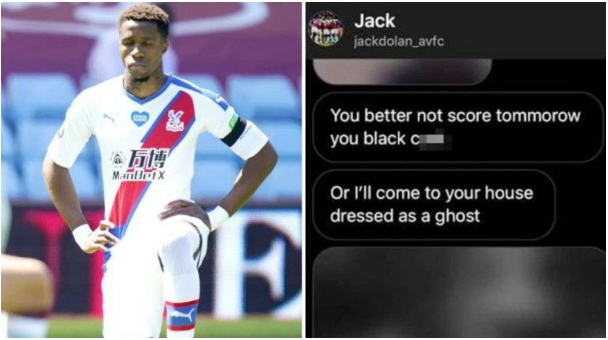 万博
ManBetX
F
Jack
jackdolan_avfc
You better not score tommorow
you black c
Or I'll come to your house
dressed as a ghost